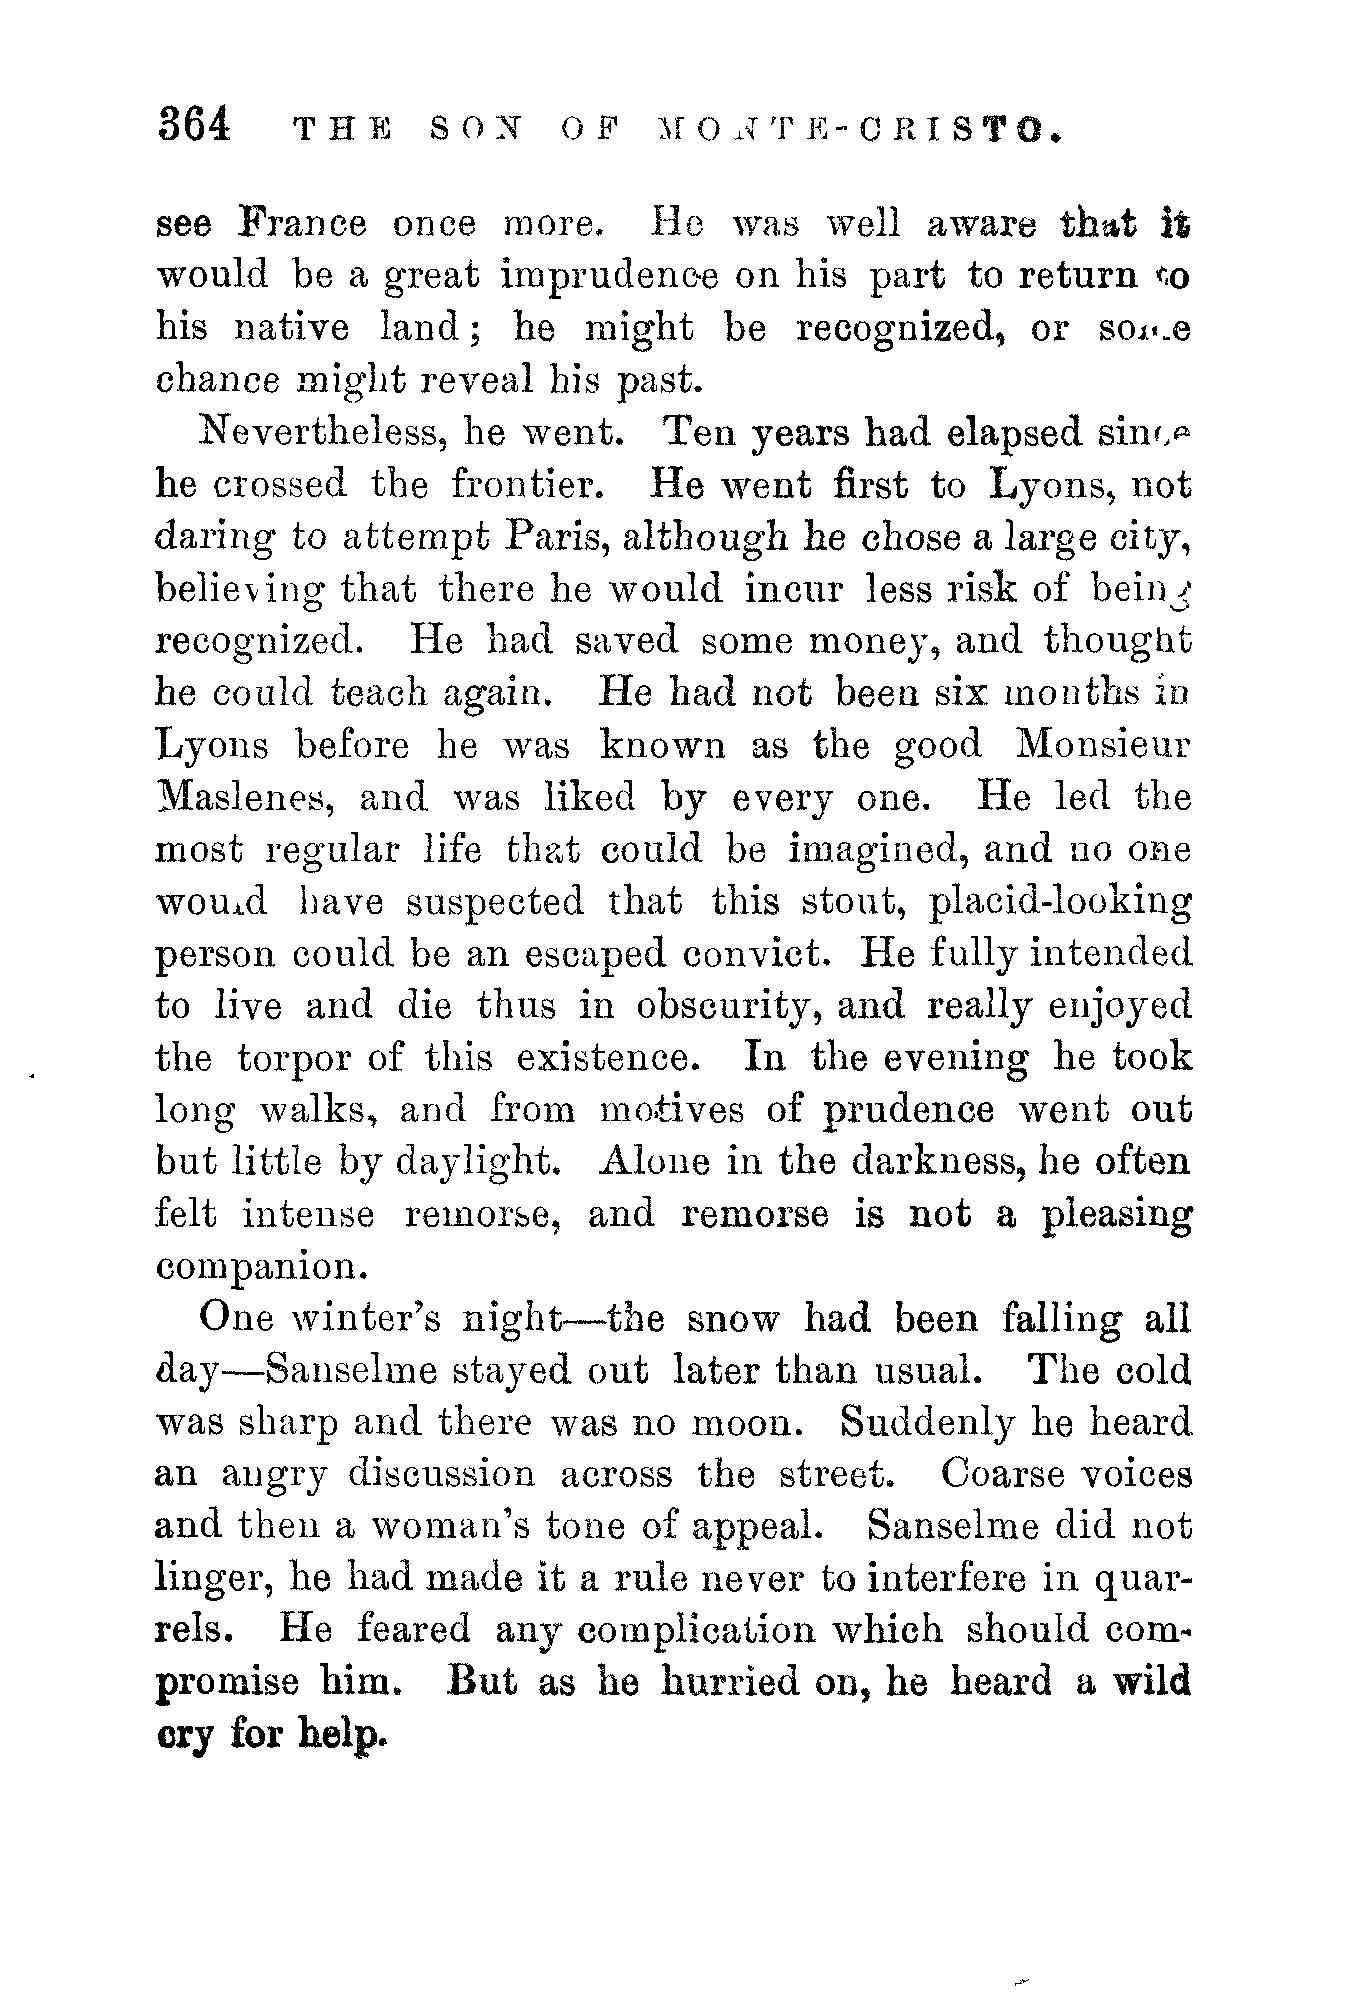 364 THE SON OF MONTE-CRISTO.
see France once more. He was well aware that it
would be a great imprudence on his part to return to
his native land; he might be recognized, or some
chance might reveal his past.
Nevertheless, he went. Ten years had elapsed since
he crossed the frontier. He went first to Lyons, not
daring to attempt Paris, although he chose a large city,
believing that there he would incur less risk of being
recognized. He had saved some money, and thought
he could teach again. He had not been six months in
Lyons before he was known as the good Monsieur
Maslenes, and was liked by every one. He led the
most regular life that could be imagined, and no one
would have suspected that this stout, placid-looking
person could be an escaped convict. He fully intended
to live and die thus in obscurity, and really enjoyed
the torpor of this existence. In the evening he took
long walks, and from motives of prudence went out
but little by daylight. Alone in the darkness, he often
felt intense remorse, and remorse is not a pleasing
companion.
One winter's night—the snow had been falling all
day—Sanselme stayed out later than usual. The cold
was sharp and there was no moon. Suddenly he heard
an angry discussion across the street. Coarse voices
and then a woman's tone of appeal. Sanselme did not
linger, he had made it a rule never to interfere in quar-
rels. He feared any complication which should com-
promise him. But as he hurried on, he heard a wild
cry for help.